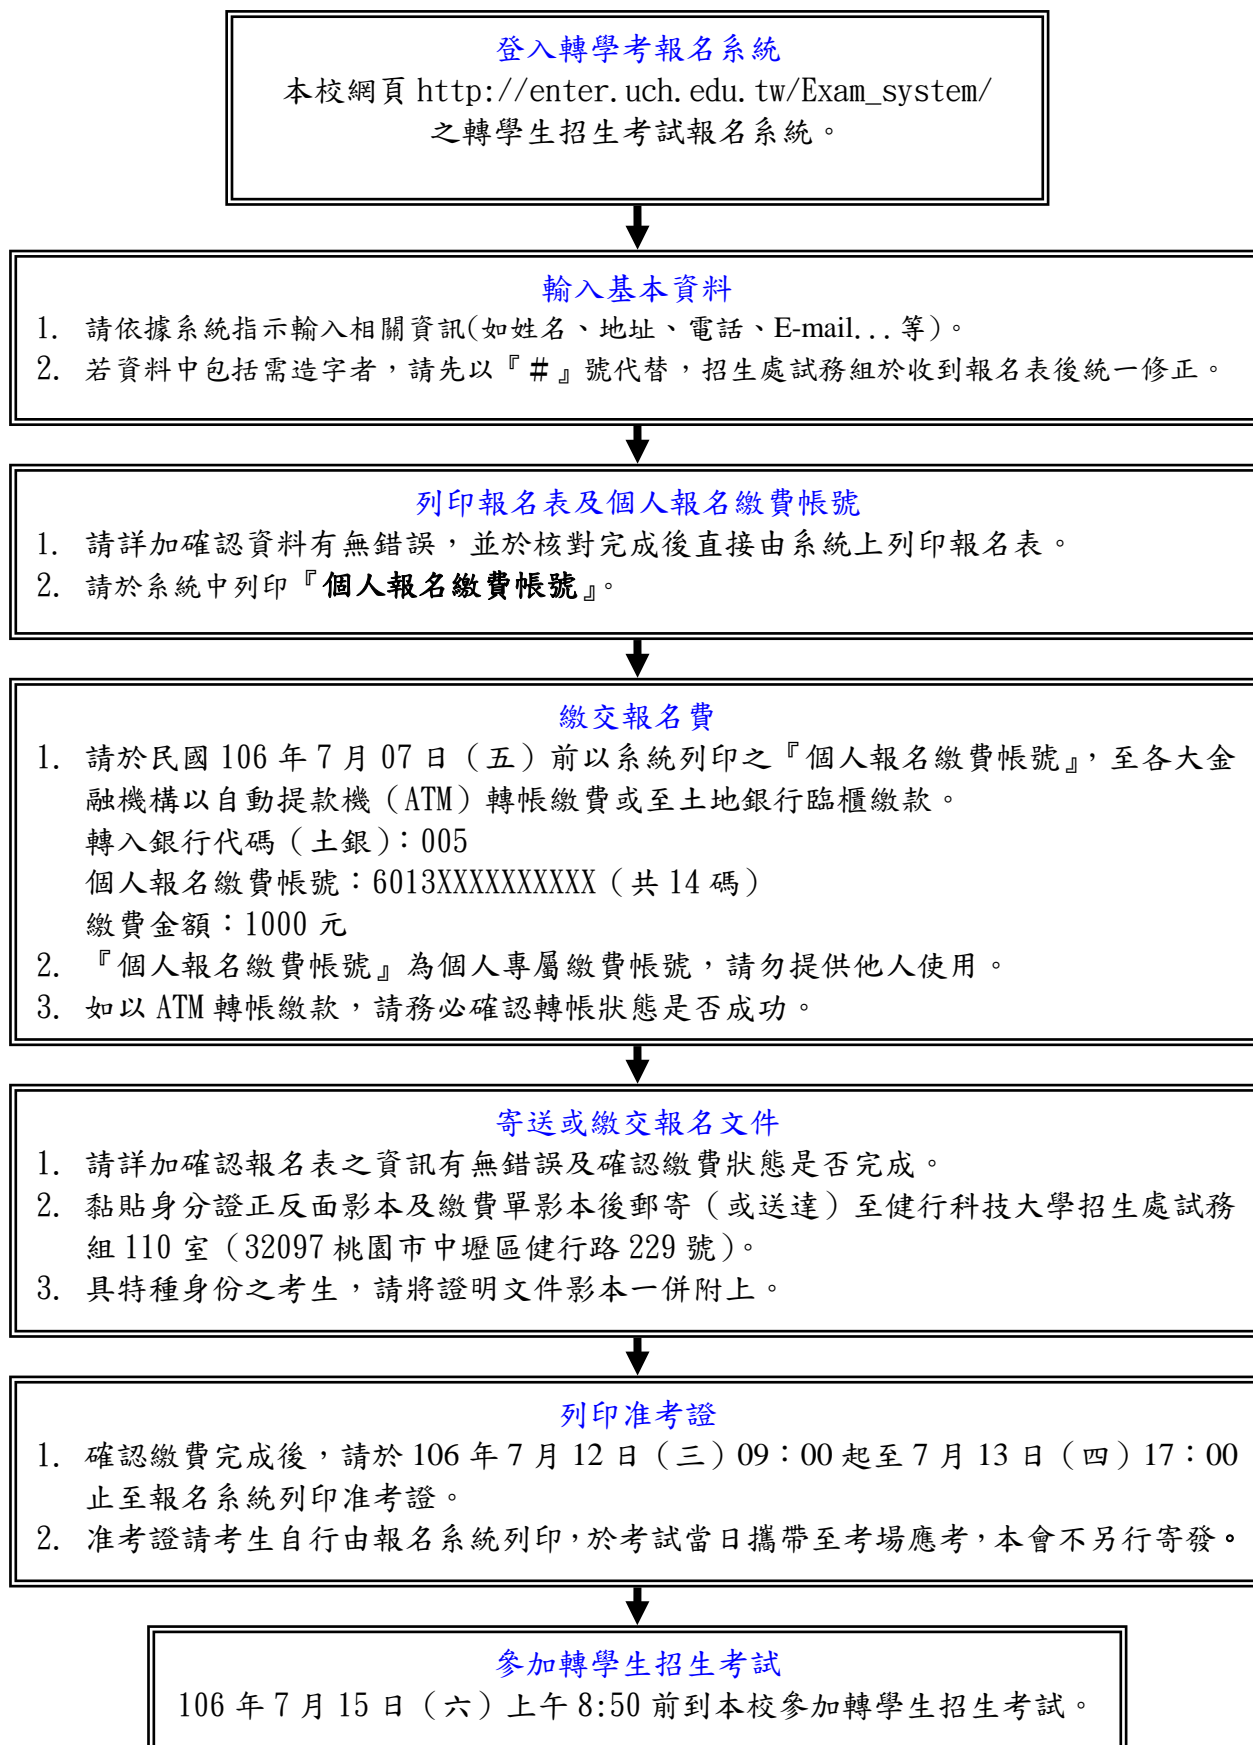 登入轉學考報名系統
本校網頁 http://enter.uch.edu.tw/Exam_system/
之轉學生招生考試報名系統。
輸入基本資料
1. 請依據系統指示輸入相關資訊(如姓名、地址、電話、E-mail...等)。
2. 若資料中包括需造字者，請先以『＃』號代替，招生處試務組於收到報名表後統一修正。
列印報名表及個人報名繳費帳號
1. 請詳加確認資料有無錯誤，並於核對完成後直接由系統上列印報名表。
2. 請於系統中列印『個人報名繳費帳號』。
繳交報名費
1. 請於民國 106 年 7 月 07 日（五）前以系統列印之『個人報名繳費帳號』，至各大金
融機構以自動提款機（ATM）轉帳繳費或至土地銀行臨櫃繳款。
轉入銀行代碼（土銀）：005
個人報名繳費帳號：6013XXXXXXXXXX（共 14 碼）
繳費金額：1000 元
2. 『個人報名繳費帳號』為個人專屬繳費帳號，請勿提供他人使用。
3. 如以 ATM 轉帳繳款，請務必確認轉帳狀態是否成功。
寄送或繳交報名文件
1. 請詳加確認報名表之資訊有無錯誤及確認繳費狀態是否完成。
2. 黏貼身分證正反面影本及繳費單影本後郵寄（或送達）至健行科技大學招生處試務
組 110 室（32097 桃園市中壢區健行路 229 號）。
3. 具特種身份之考生，請將證明文件影本一併附上。
列印准考證
1. 確認繳費完成後，請於 106 年 7 月 12 日（三）09：00 起至 7 月 13 日（四）17：00
止至報名系統列印准考證。
2. 准考證請考生自行由報名系統列印，於考試當日攜帶至考場應考，本會不另行寄發。
參加轉學生招生考試
106 年 7 月 15 日（六）上午 8:50 前到本校參加轉學生招生考試。